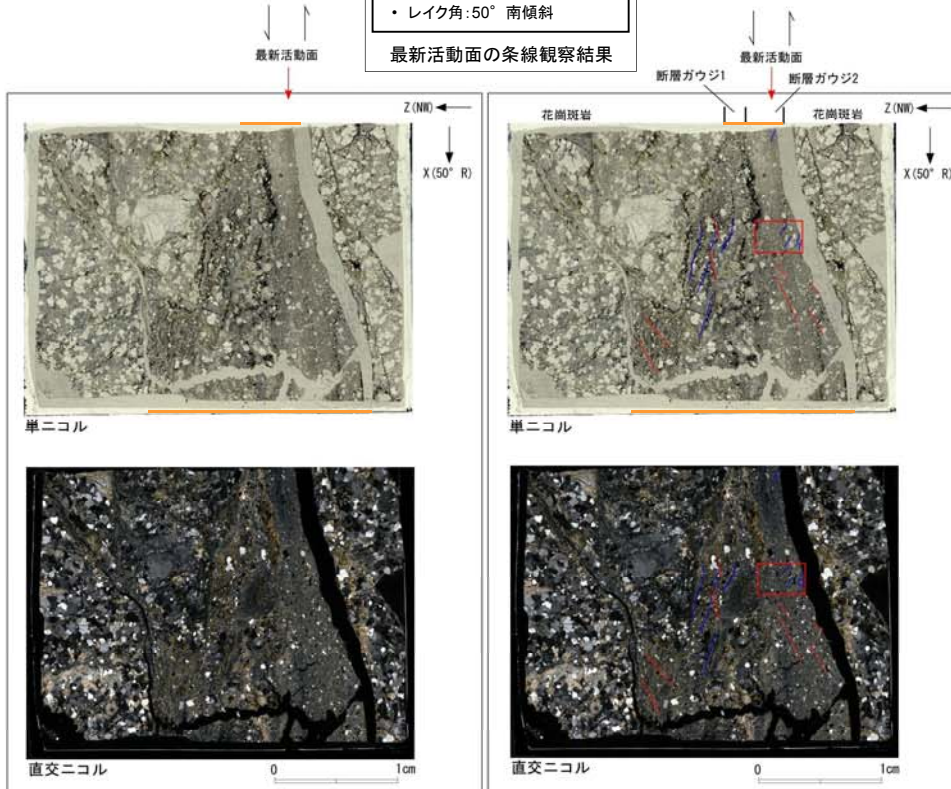 ・ レイク角：50° 南傾斜
最新活動面の条線観察結果
最新活動面
Z (NW)
X (50° R)
単ニコル
直交ニコル
0 1cm
最新活動面
断層ガウジ1 断層ガウジ2
花崗斑岩 花崗斑岩
Z (NW)
X (50° R)
単ニコル
直交ニコル
0 1cm